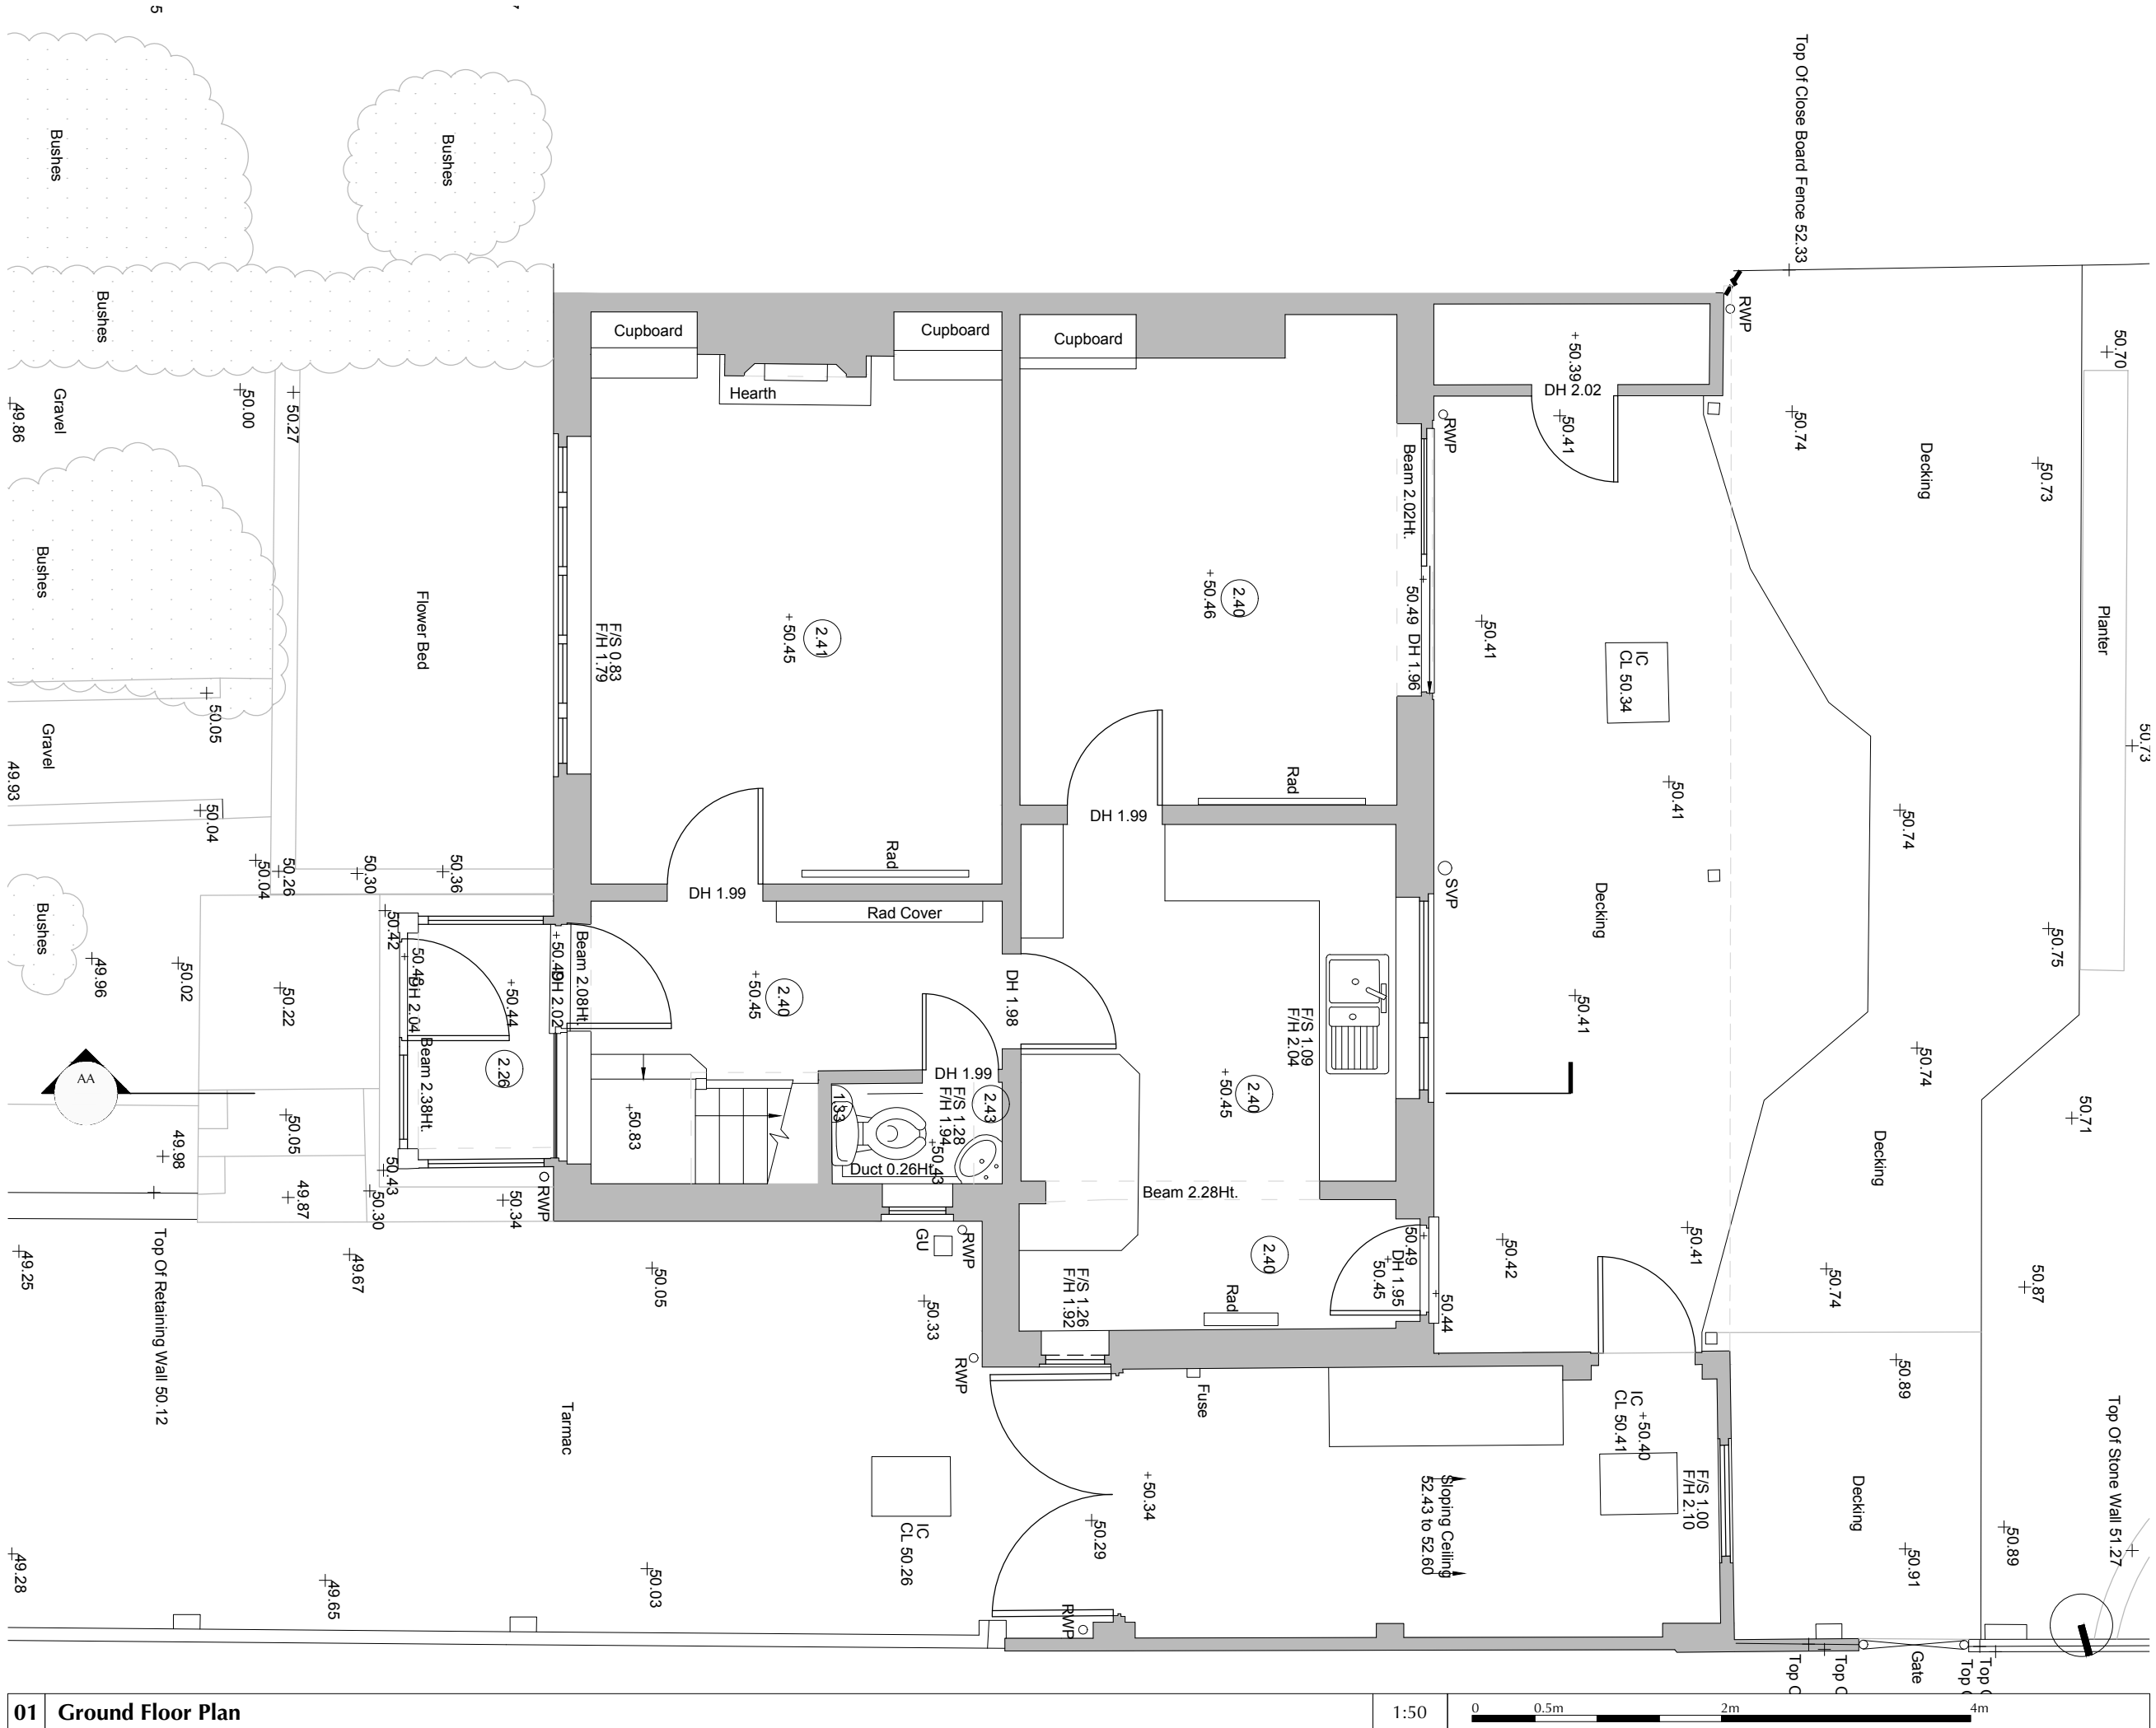 5
Top Of Close Board Fence 52.33
Bushes
Bushes
Bushes
RWP
Cupboard
Cupboard
Cupboard
+50.39
50.70
DH 2.02
Hearth
Gravel
49.86
50.00
50.27
RWP
50.41
50.74
Decking
50.73
Beam 2.02Ht.
Bushes
Flower Bed
F/S 0.83
F/H 1.79
50.45
2.41
50.46
2.40
50.49 DH 1.96
50.41
IC
CL 50.34
Planter
50.05
Gravel
49.93
50.73
Rad
50.41
50.04
DH 1.99
50.74
Rad
50.04
50.26
50.30
50.36
DH 1.99
SVP
Rad Cover
Decking
Bushes
50.42
50.48
DH 2.04
50.44
50.49
DH 2.02
Beam 2.08Ht.
50.45
2.40
DH 1.98
F/S 1.09
F/H 2.04
50.75
49.96
50.02
50.22
50.41
AA
Beam 2.38Ht.
2.26
50.83
DH 1.99
1.33
F/S 1.28
F/H 1.94
2.43
50.43
Duct 0.26Ht.
50.45
2.40
50.74
50.71
49.98
50.05
50.43
Decking
49.87
50.30
50.34
RWP
Beam 2.28Ht.
Top Of Retaining Wall 50.12
49.25
49.67
50.05
GU
RWP
50.33
2.40
F/S 1.26
F/H 1.92
Rad
50.49
DH 1.95
50.45
50.44
50.42
50.41
50.74
50.87
RWP
Fuse
50.89
Tarmac
IC
CL 50.41
50.40
Top Of Stone Wall 51.27
50.34
Sloping Ceiling
52.43 to 52.60
F/S 1.00
F/H 2.10
Decking
IC
CL 50.26
50.29
50.89
49.28
49.65
50.03
50.91
RWP
Top
Top
Gate
Top
Top
01 Ground Floor Plan 1:50 0 0.5m 2m 4m